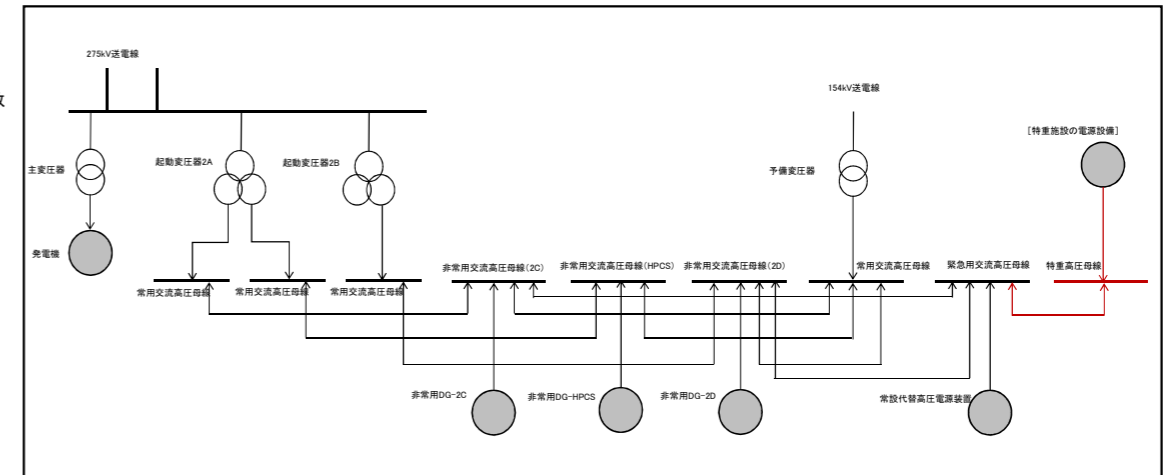 275kV送電線
154kV送電線
[特重施設の電源設備]
主変圧器
起動変圧器2A
起動変圧器2B
予備変圧器
発電機
常用交流高圧母線
常用交流高圧母線
常用交流高圧母線
非常用交流高圧母線(2C)
非常用交流高圧母線(HPCS)
非常用交流高圧母線(2D)
常用交流高圧母線
緊急用交流高圧母線
特重高圧母線
非常用DG-2C
非常用DG-HPCS
非常用DG-2D
常設代替高圧電源装置